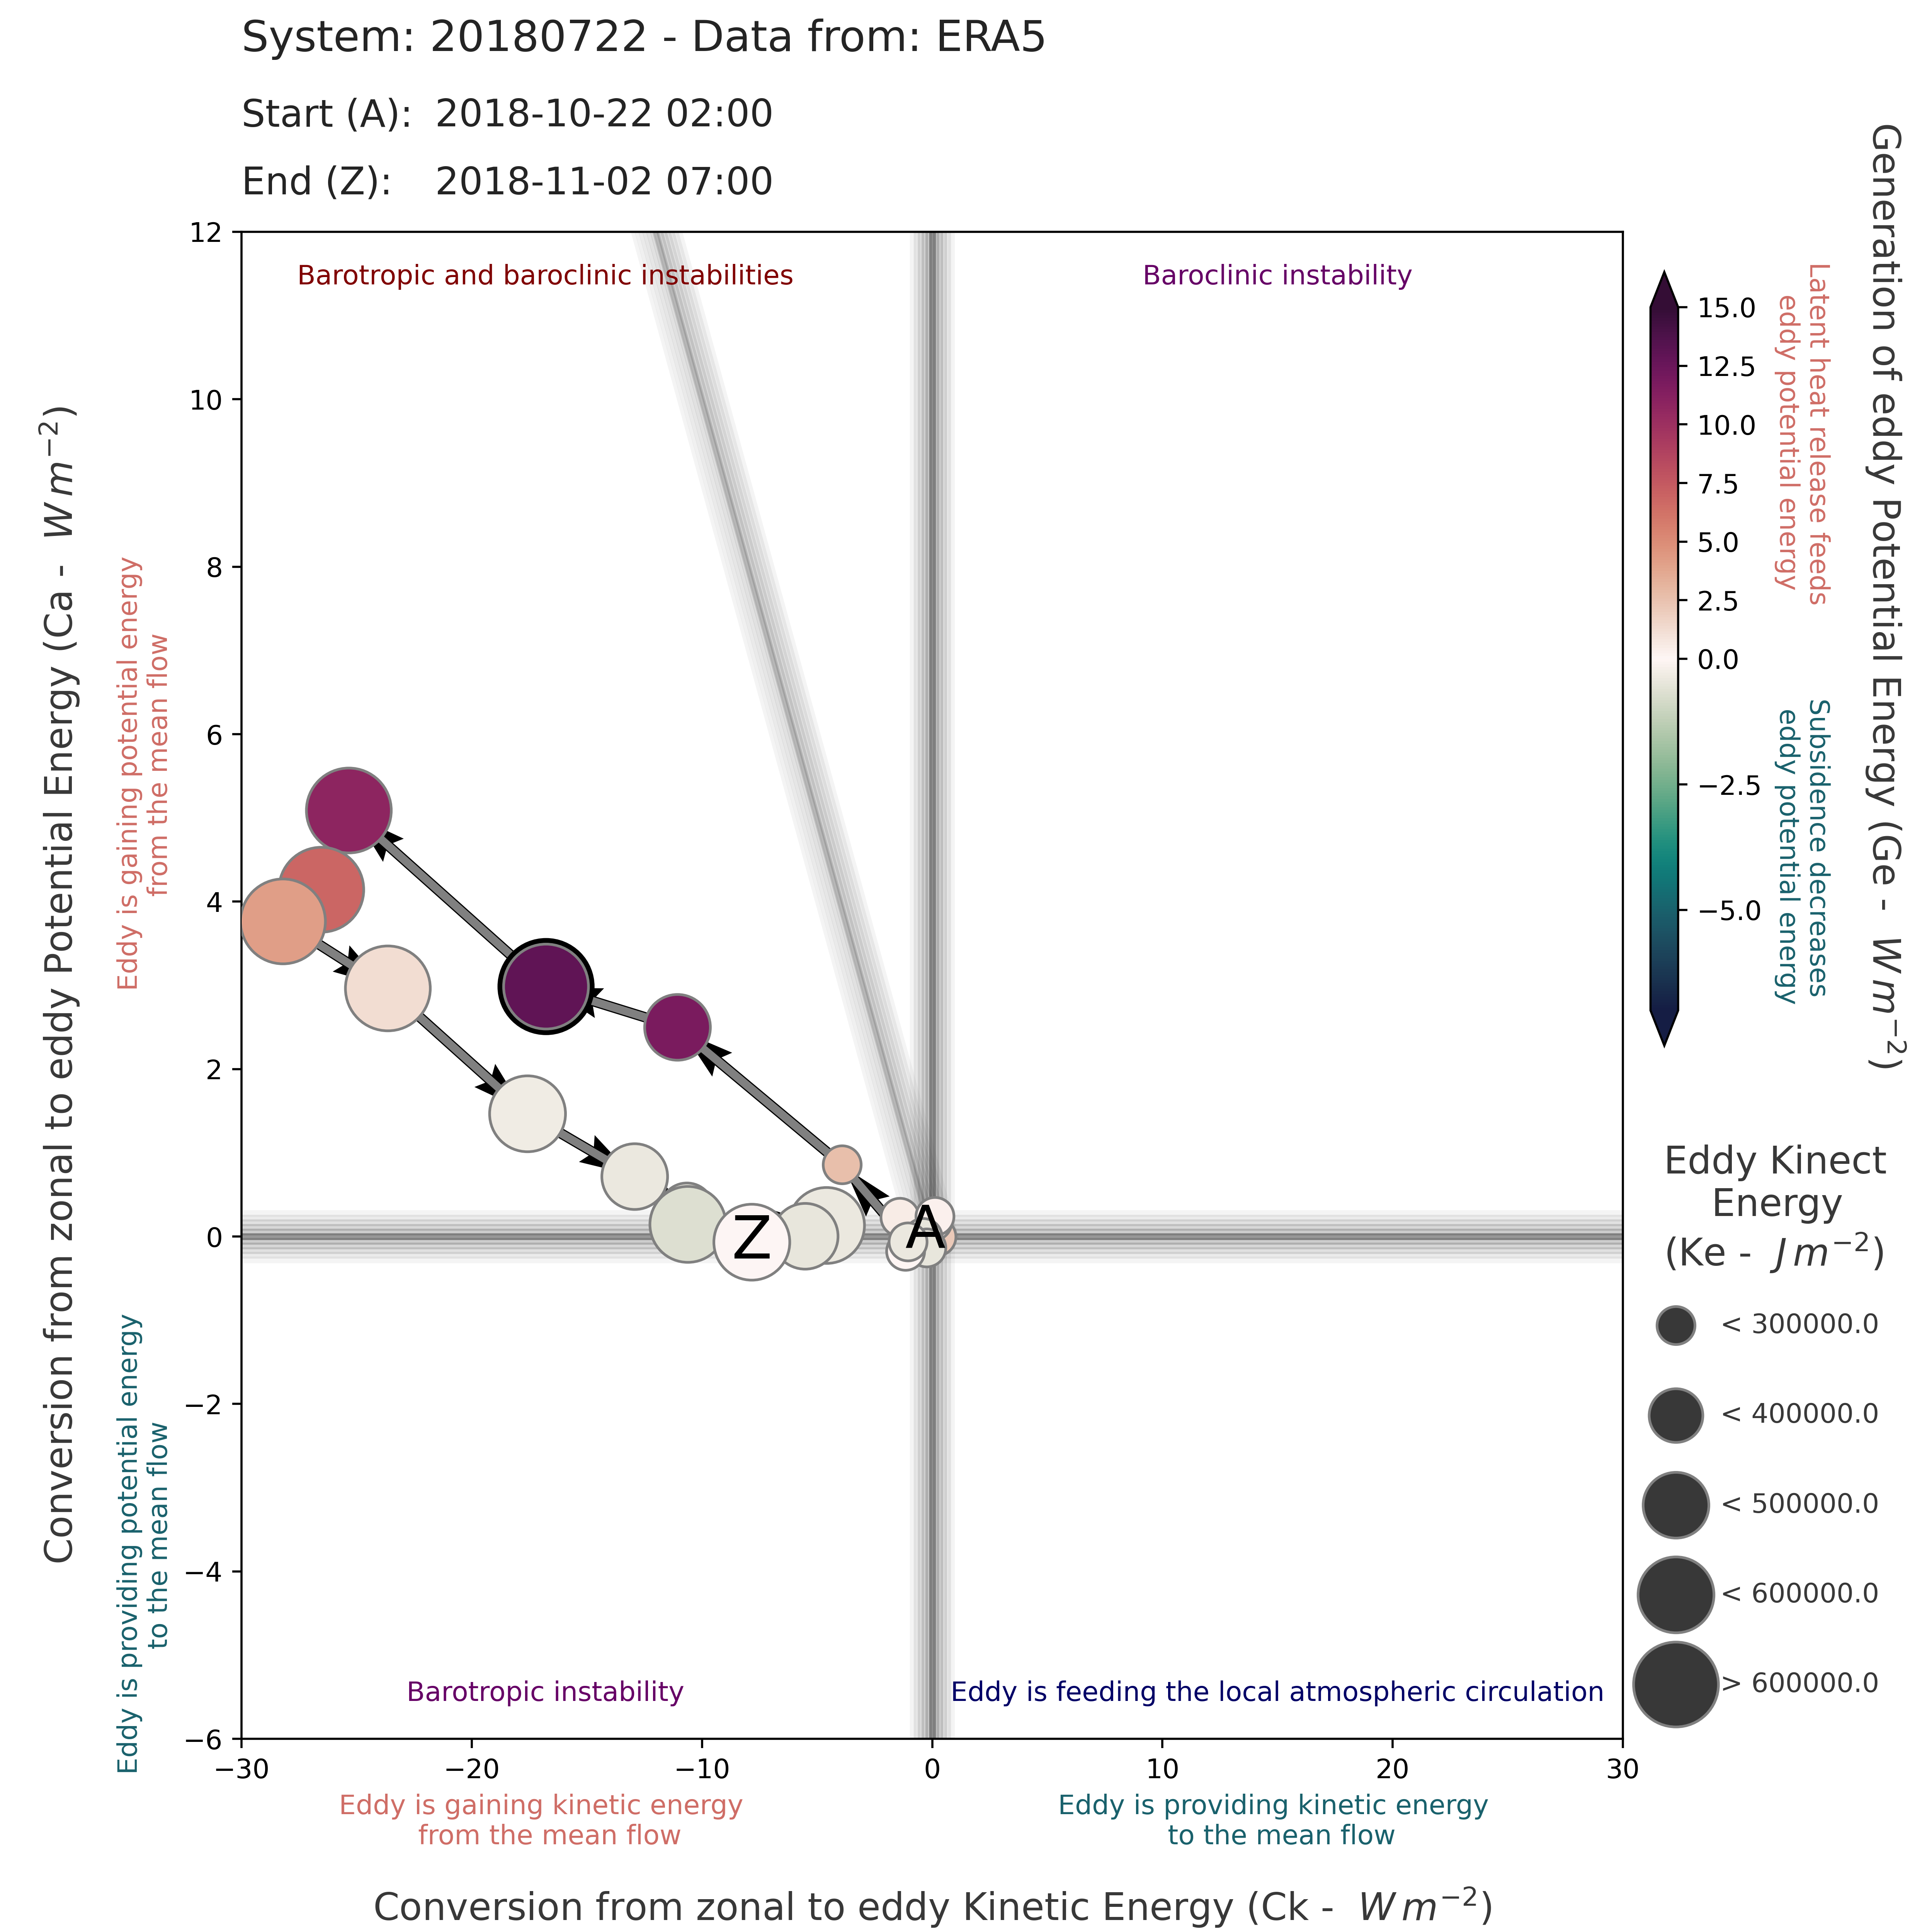 System: 20180722 - Data from: ERA5
Start (A): 2018-10-22 02:00
End (Z): 2018-11-02 07:00
Barotropic and baroclinic instabilities
Baroclinic instability
Barotropic instability
Eddy is feeding the local atmospheric circulation
A
Z
12
10
8
6
4
2
0
−2
−4
−6
−30
−20
−10
0
10
20
30
Conversion from zonal to eddy Potential Energy (Ca - W m⁻²)
Eddy is gaining potential energy
from the mean flow
Eddy is providing potential energy
to the mean flow
Eddy is gaining kinetic energy
from the mean flow
Eddy is providing kinetic energy
to the mean flow
Conversion from zonal to eddy Kinetic Energy (Ck - W m⁻²)
15.0
12.5
10.0
7.5
5.0
2.5
0.0
−2.5
−5.0
Latent heat release feeds
eddy potential energy
Subsidence decreases
eddy potential energy
Generation of eddy Potential Energy (Ge - W m⁻²)
Eddy Kinect
Energy
(Ke - J m⁻²)
< 300000.0
< 400000.0
< 500000.0
< 600000.0
> 600000.0